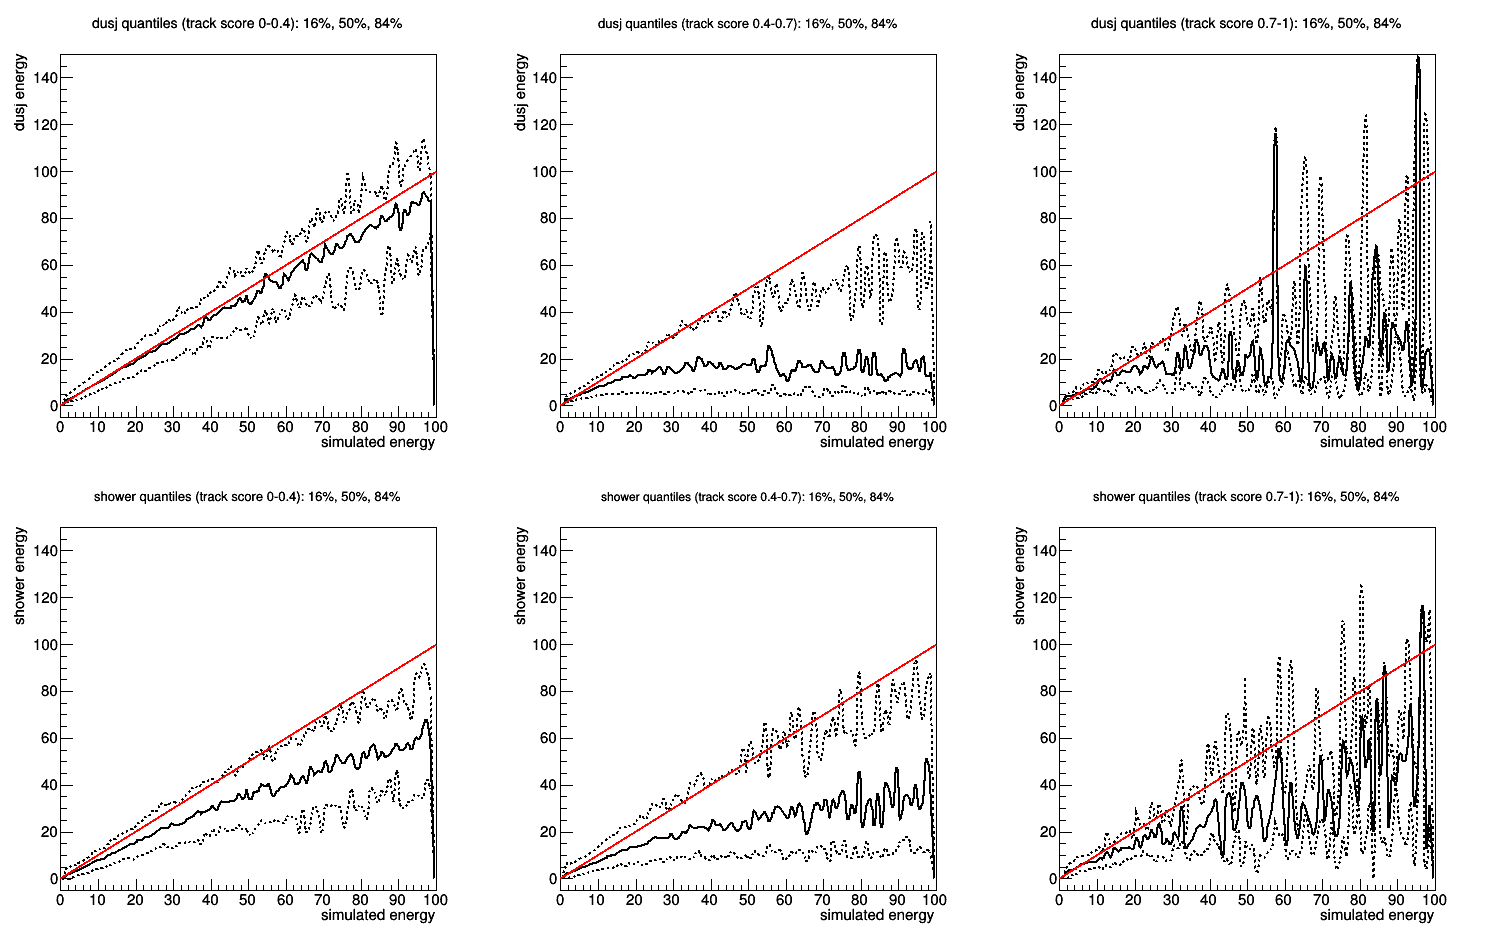 dusj quantiles (track score 0-0.4): 16%, 50%, 84%
dusj energy
140
120
100
80
60
40
20
0
0 10 20 30 40 50 60 70 80 90 100
simulated energy
dusj quantiles (track score 0.4-0.7): 16%, 50%, 84%
dusj energy
140
120
100
80
60
40
20
0
0 10 20 30 40 50 60 70 80 90 100
simulated energy
dusj quantiles (track score 0.7-1): 16%, 50%, 84%
dusj energy
140
120
100
80
60
40
20
0
0 10 20 30 40 50 60 70 80 90 100
simulated energy
shower quantiles (track score 0-0.4): 16%, 50%, 84%
shower energy
140
120
100
80
60
40
20
0
0 10 20 30 40 50 60 70 80 90 100
simulated energy
shower quantiles (track score 0.4-0.7): 16%, 50%, 84%
shower energy
140
120
100
80
60
40
20
0
0 10 20 30 40 50 60 70 80 90 100
simulated energy
shower quantiles (track score 0.7-1): 16%, 50%, 84%
shower energy
140
120
100
80
60
40
20
0
0 10 20 30 40 50 60 70 80 90 100
simulated energy